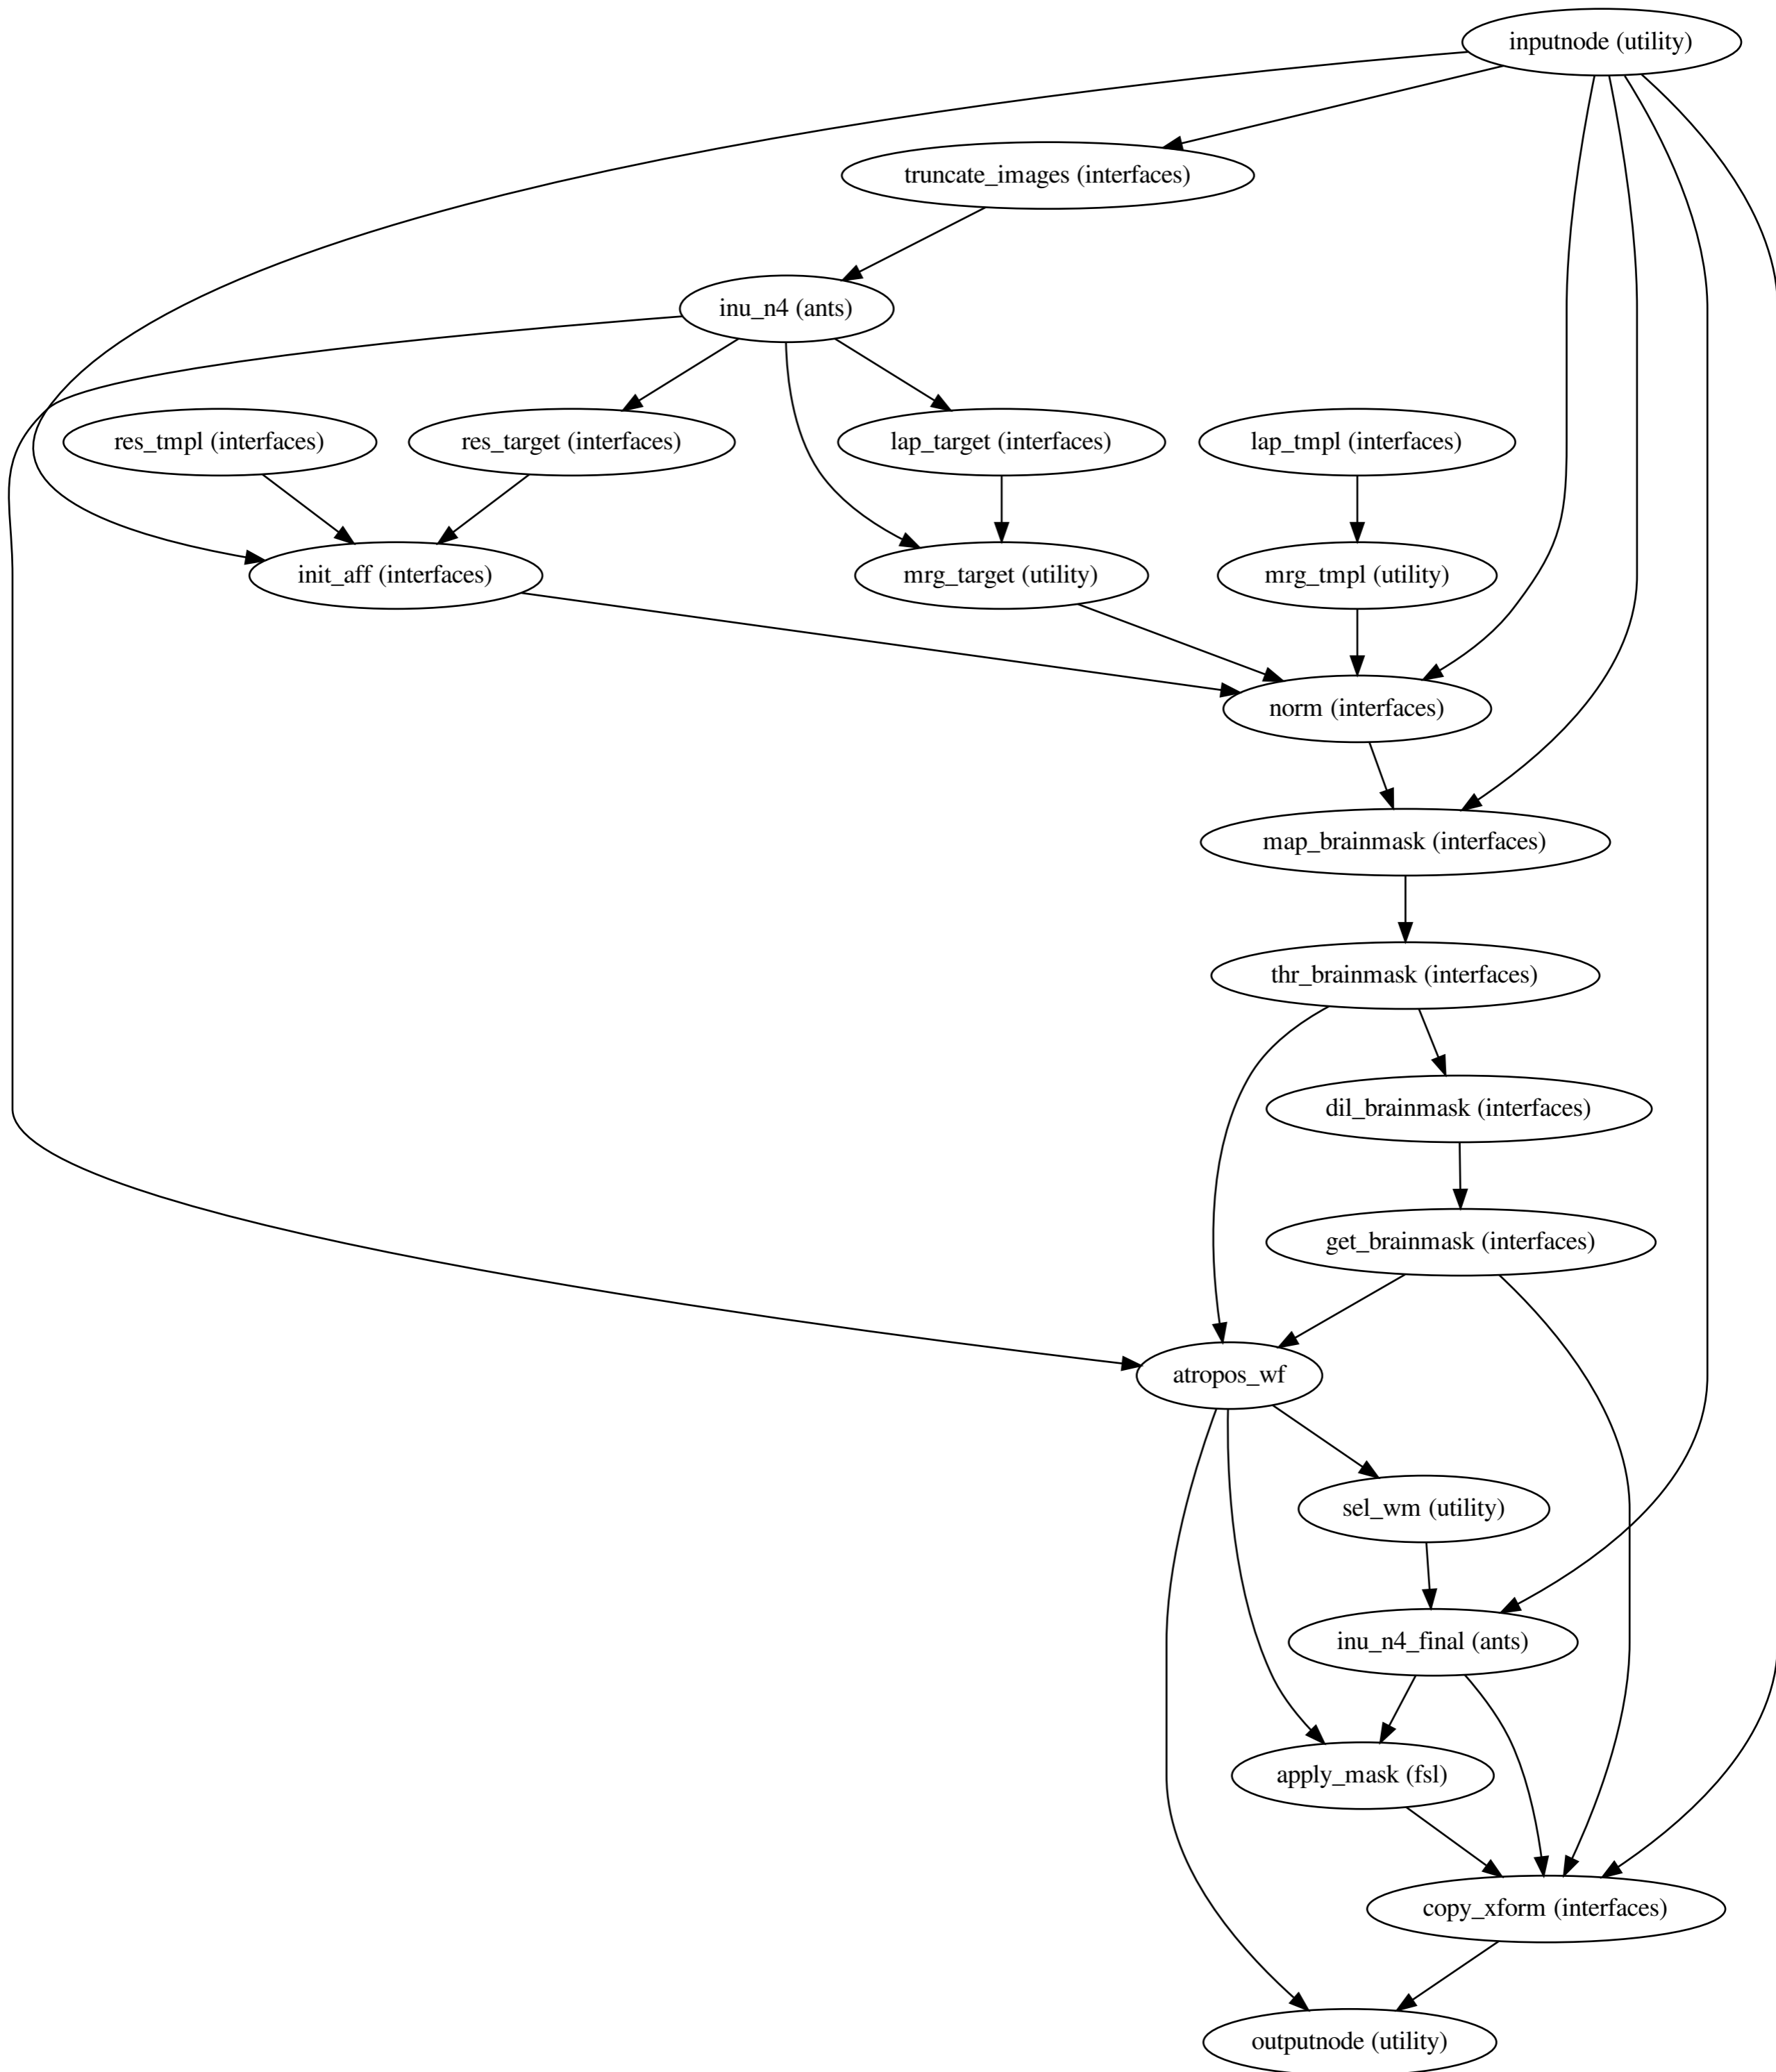 inputnode (utility)
truncate_images (interfaces)
inu_n4 (ants)
res_tmpl (interfaces)
res_target (interfaces)
lap_target (interfaces)
lap_tmpl (interfaces)
init_aff (interfaces)
mrg_target (utility)
mrg_tmpl (utility)
norm (interfaces)
map_brainmask (interfaces)
thr_brainmask (interfaces)
dil_brainmask (interfaces)
get_brainmask (interfaces)
atropos_wf
sel_wm (utility)
inu_n4_final (ants)
apply_mask (fsl)
copy_xform (interfaces)
outputnode (utility)